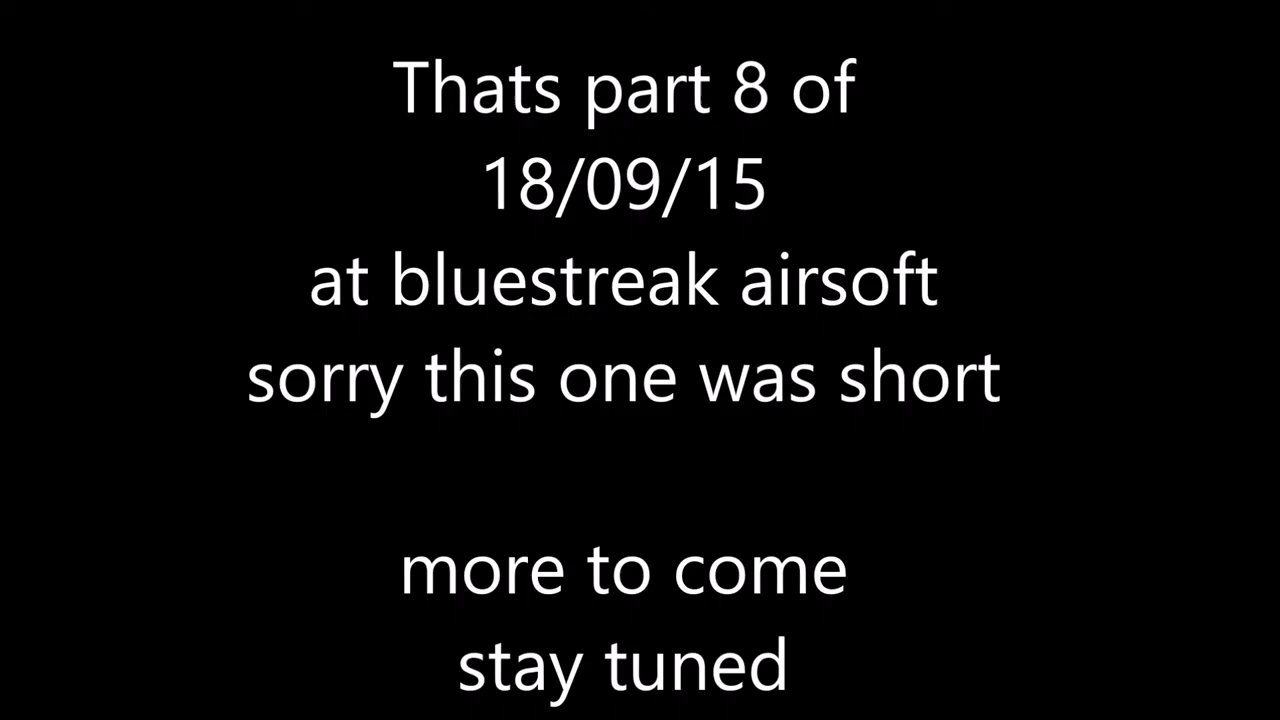 Thats part 8 of
18/09/15
at bluestreak airsoft
sorry this one was short
more to come
stay tuned